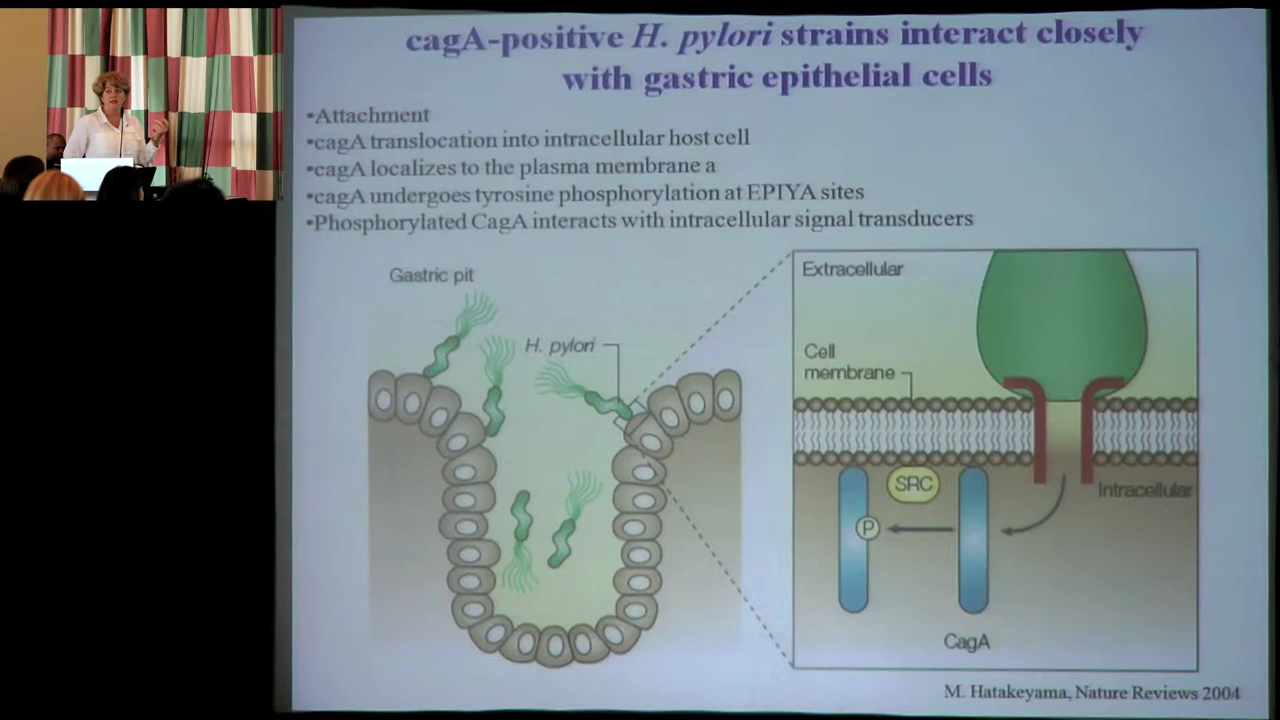 cagA-positive H. pylori strains interact closely
with gastric epithelial cells
•Attachment
•cagA translocation into intracellular host cell
•cagA localizes to the plasma membrane a
•cagA undergoes tyrosine phosphorylation at EPIYA sites
•Phosphorylated CagA interacts with intracellular signal transducers
Gastric pit
H. pylori
Extracellular
Cell
membrane
SRC
Intracellular
P
CagA
M. Hatakeyama, Nature Reviews 2004